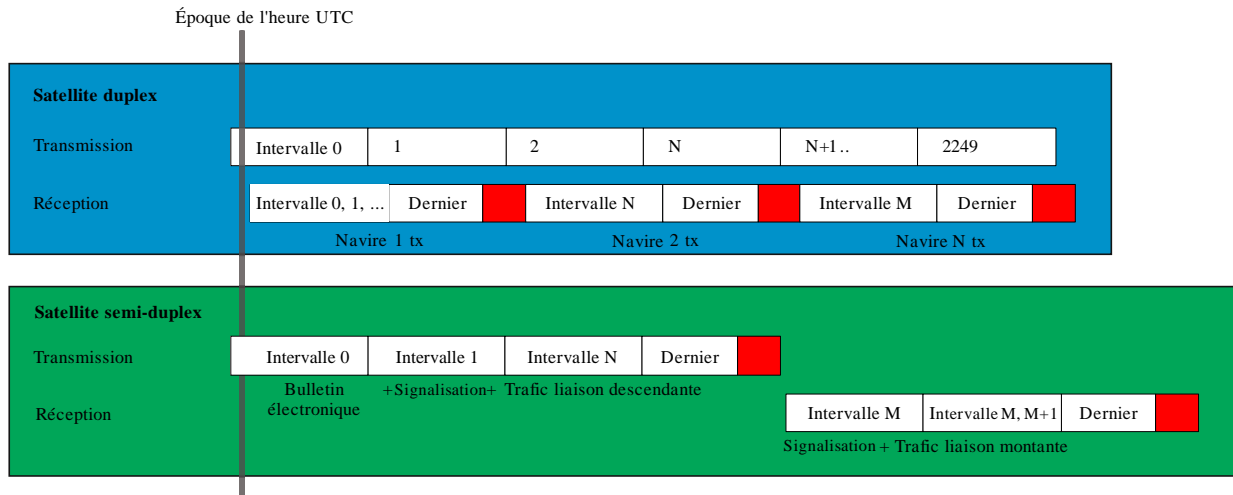 Époque de l'heure UTC
Satellite duplex
Transmission
Intervalle 0
1
2
N
N+1..
2249
Réception
Intervalle 0, 1, ...
Dernier
Intervalle N
Dernier
Intervalle M
Dernier
Navire 1 tx
Navire 2 tx
Navire N tx
Satellite semi-duplex
Transmission
Intervalle 0
Intervalle 1
Intervalle N
Dernier
Bulletin
électronique
+Signalisation+ Trafic liaison descendante
Réception
Intervalle M
Intervalle M, M+1
Dernier
Signalisation + Trafic liaison montante